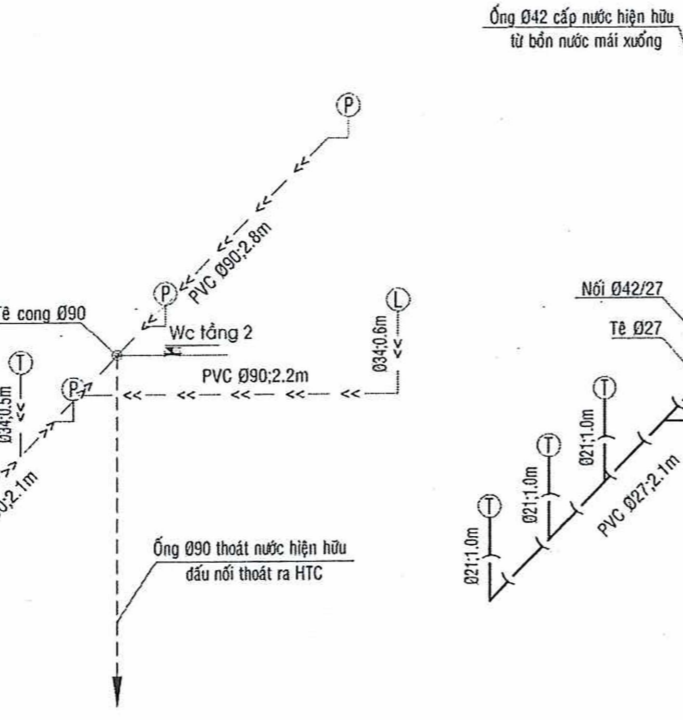 Ống Ø42 cấp nước hiện hữu
từ bồn nước mái xuống
P
PVC Ø90;2.8m
P
Nối Ø42/27
L
cong Ø90
Wc tầng 2
Tê Ø27
Ø34;0.6m
T
P
PVC Ø90;2.2m
T
Ø34;0.5m
Ø21;1.0m
T
Ø21;1.0m
PVC Ø27;2.1m
2.1m
T
Ø21;1.0m
Ống Ø90 thoát nước hiện hữu
đấu nối thoát ra HTC